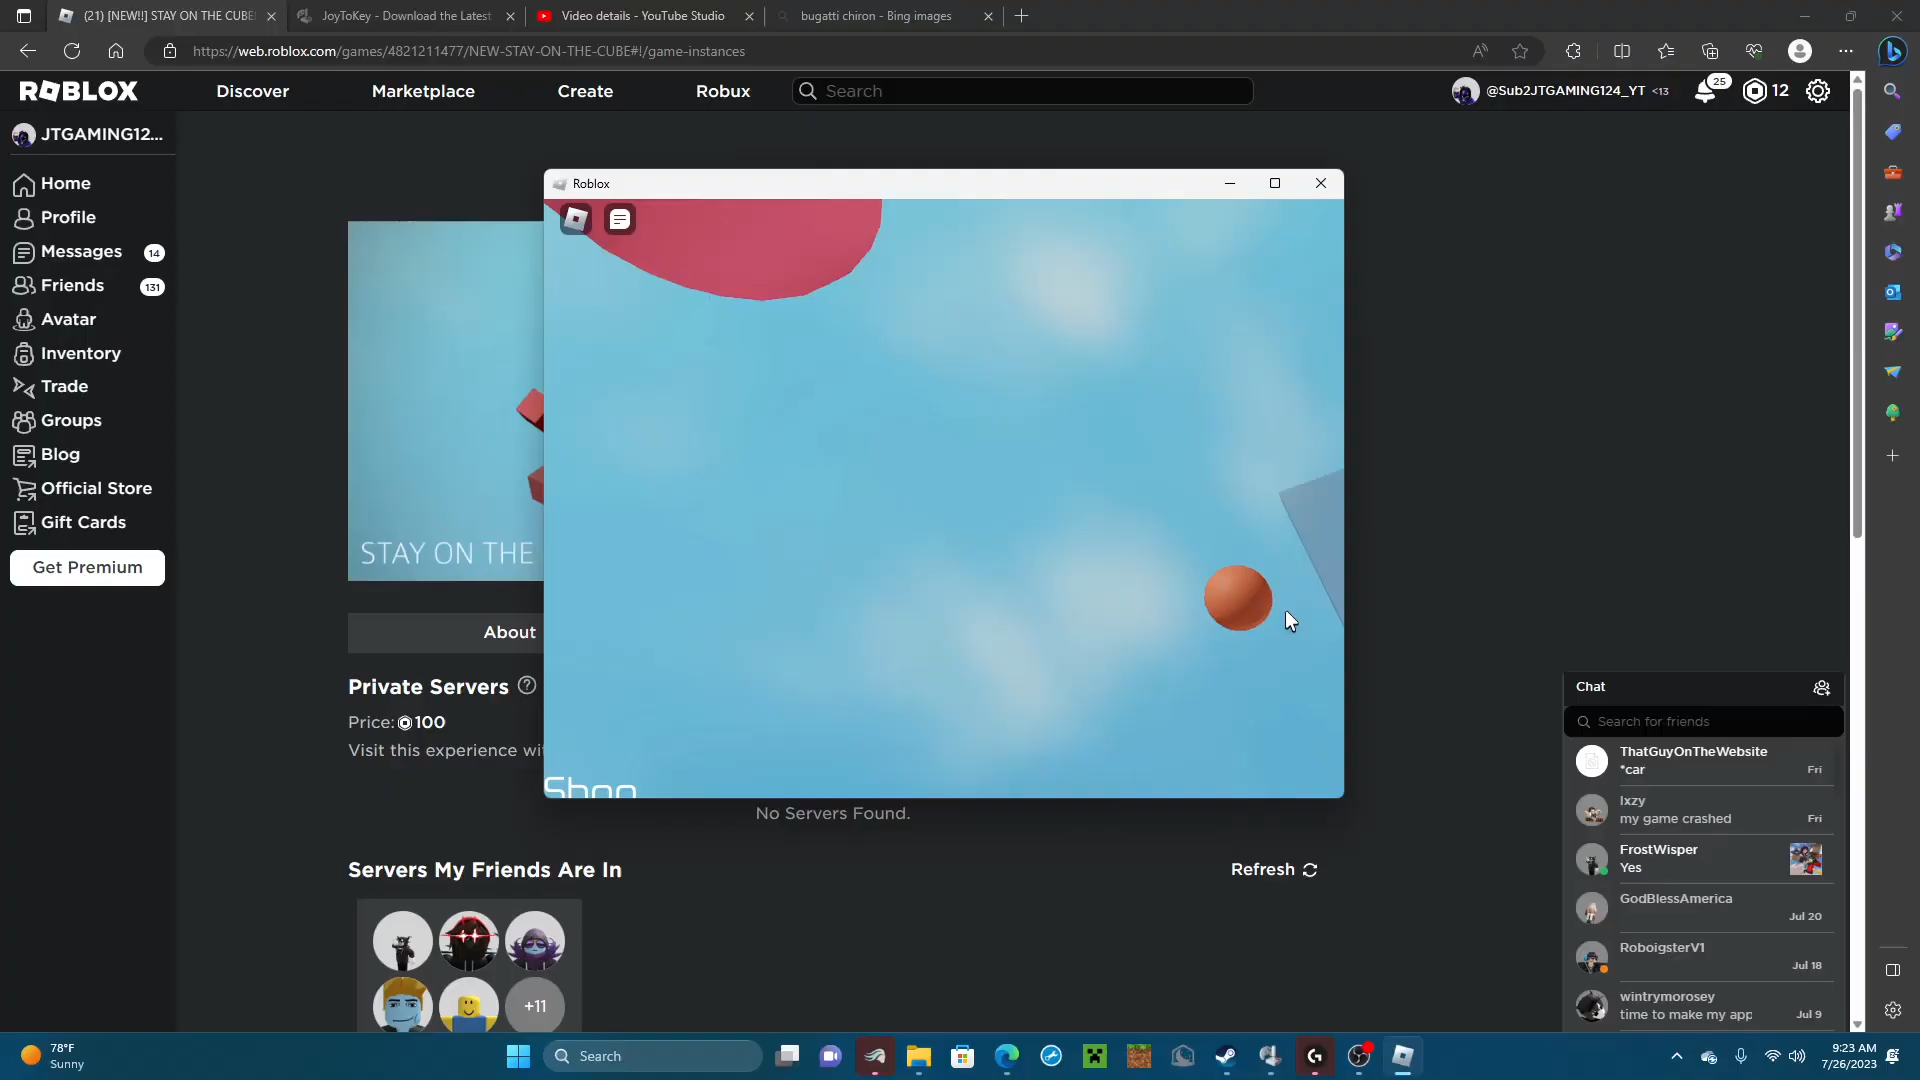 (21) [NEW!!] STAY ON THE CUBE
JoyToKey - Download the Latest
Video details - YouTube Studio
bugatti chiron - Bing images
https://web.roblox.com/games/4821211477/NEW-STAY-ON-THE-CUBE#!/game-instances
ROBLOX
Discover
Marketplace
Create
Robux
Search
@Sub2JTGAMING124_YT <13
25
12
JTGAMING12...
Home
Profile
Messages 14
Friends 131
Avatar
Inventory
Trade
Groups
Blog
Official Store
Gift Cards
Get Premium
Roblox
STAY ON THE
Shop
About
Private Servers
Price: 100
Visit this experience wi
No Servers Found.
Servers My Friends Are In
Refresh
+11
Chat
Search for friends
ThatGuyOnTheWebsite
*car Fri
Ixzy
my game crashed Fri
FrostWisper
Yes
GodBlessAmerica
Jul 20
RoboigsterV1
Jul 18
wintrymorosey
time to make my app Jul 9
78°F
Sunny
Search
9:23 AM
7/26/2023